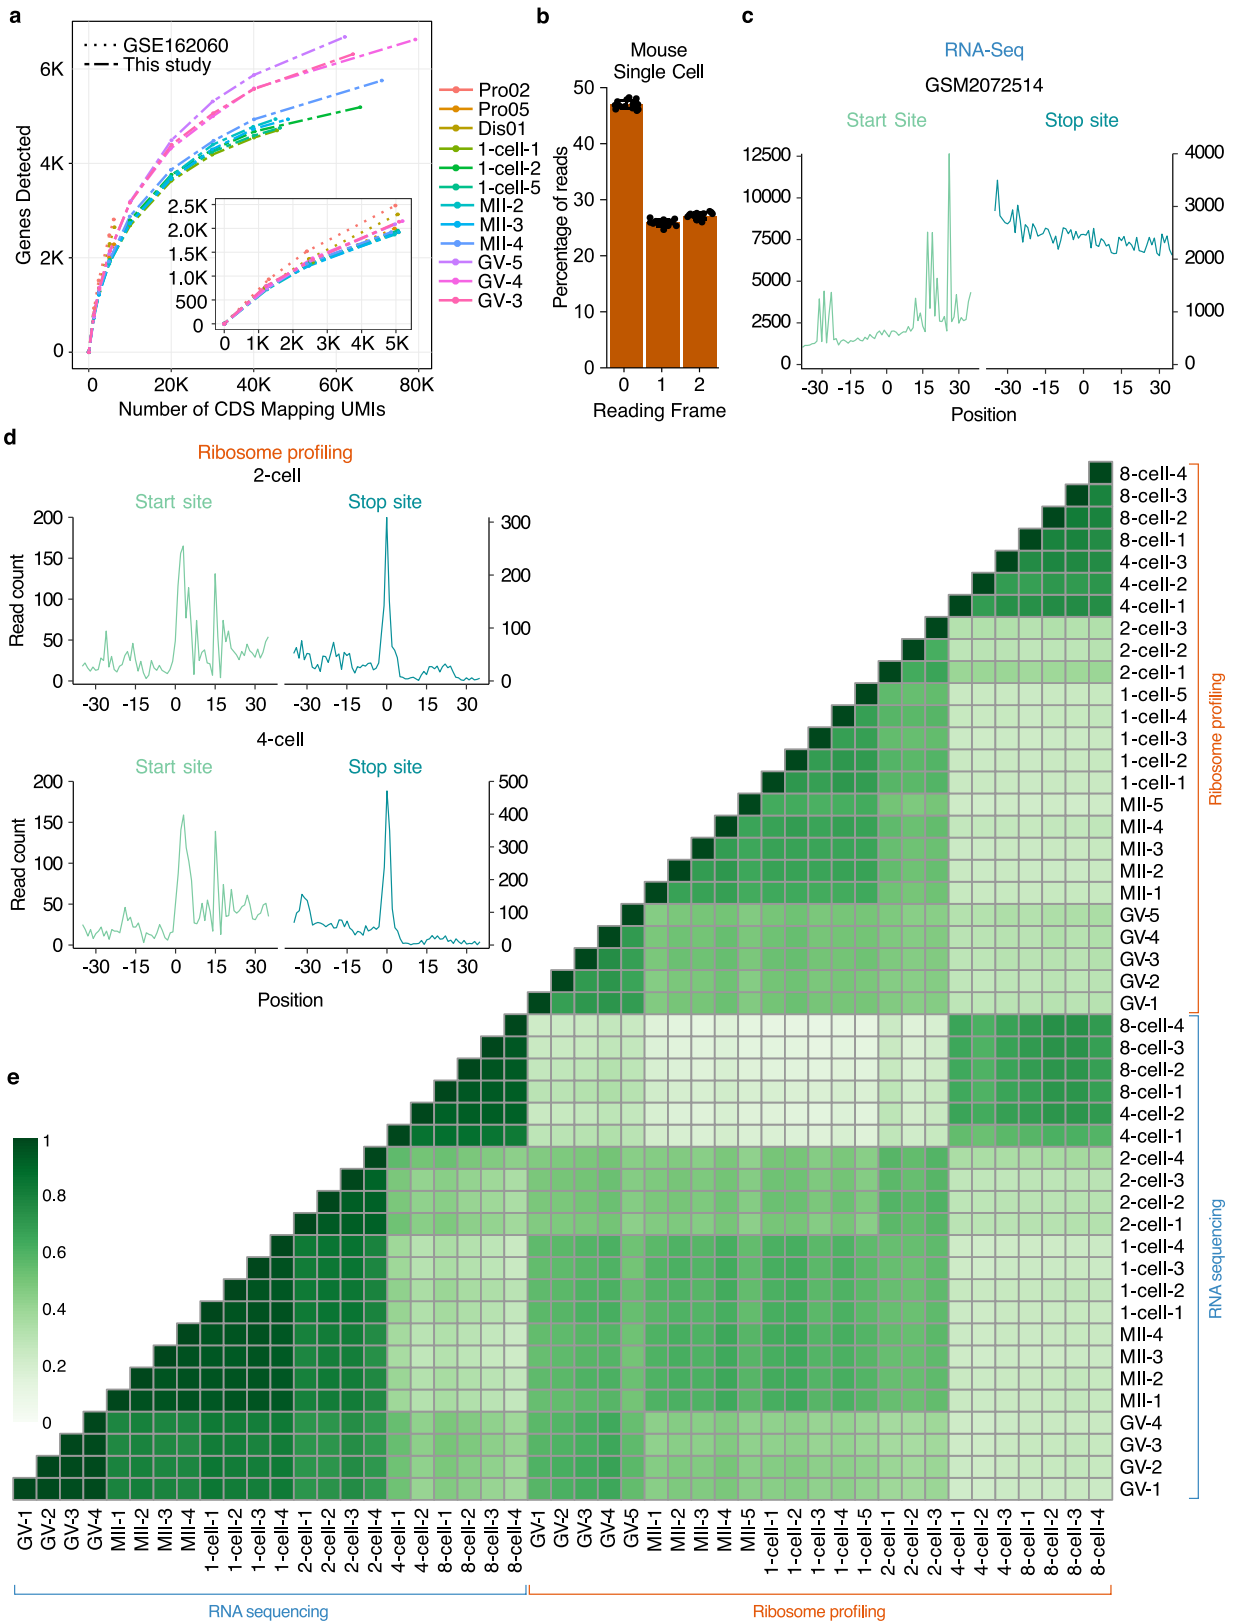 a
GSE162060
This study
6K
4K
2K
0
Genes Detected
2.5K
2.0K
1.5K
1.0K
500
0
0 1K 2K 3K 4K 5K
0 20K 40K 60K 80K
Number of CDS Mapping UMIs
Pro02
Pro05
Dis01
1-cell-1
1-cell-2
1-cell-5
MII-2
MII-3
MII-4
GV-5
GV-4
GV-3
b
Mouse
Single Cell
50
40
30
20
10
0
Percentage of reads
0 1 2
Reading Frame
c
RNA-Seq
GSM2072514
Start Site
Stop site
12500
10000
7500
5000
2500
0
4000
3000
2000
1000
0
-30 -15 0 15 30
-30 -15 0 15 30
Position
d
Ribosome profiling
2-cell
Start site
Stop site
200
150
100
50
0
Read count
300
200
100
0
-30 -15 0 15 30
-30 -15 0 15 30
4-cell
Start site
Stop site
200
150
100
50
0
Read count
500
400
300
200
100
0
-30 -15 0 15 30
-30 -15 0 15 30
Position
e
1
0.8
0.6
0.4
0.2
0
8-cell-4
8-cell-3
8-cell-2
8-cell-1
4-cell-3
4-cell-2
4-cell-1
2-cell-3
2-cell-2
2-cell-1
1-cell-5
1-cell-4
1-cell-3
1-cell-2
1-cell-1
MII-5
MII-4
MII-3
MII-2
MII-1
GV-5
GV-4
GV-3
GV-2
GV-1
Ribosome profiling
8-cell-4
8-cell-3
8-cell-2
8-cell-1
4-cell-2
4-cell-1
2-cell-4
2-cell-3
2-cell-2
2-cell-1
1-cell-4
1-cell-3
1-cell-2
1-cell-1
MII-4
MII-3
MII-2
MII-1
GV-4
GV-3
GV-2
GV-1
RNA sequencing
GV-1
GV-2
GV-3
GV-4
MII-1
MII-2
MII-3
MII-4
1-cell-1
1-cell-2
1-cell-3
1-cell-4
2-cell-1
2-cell-2
2-cell-3
2-cell-4
4-cell-1
4-cell-2
8-cell-1
8-cell-2
8-cell-3
8-cell-4
GV-1
GV-2
GV-3
GV-4
GV-5
MII-1
MII-2
MII-3
MII-4
MII-5
1-cell-1
1-cell-2
1-cell-3
1-cell-4
1-cell-5
2-cell-1
2-cell-2
2-cell-3
4-cell-1
4-cell-2
4-cell-3
8-cell-1
8-cell-2
8-cell-3
8-cell-4
RNA sequencing
Ribosome profiling